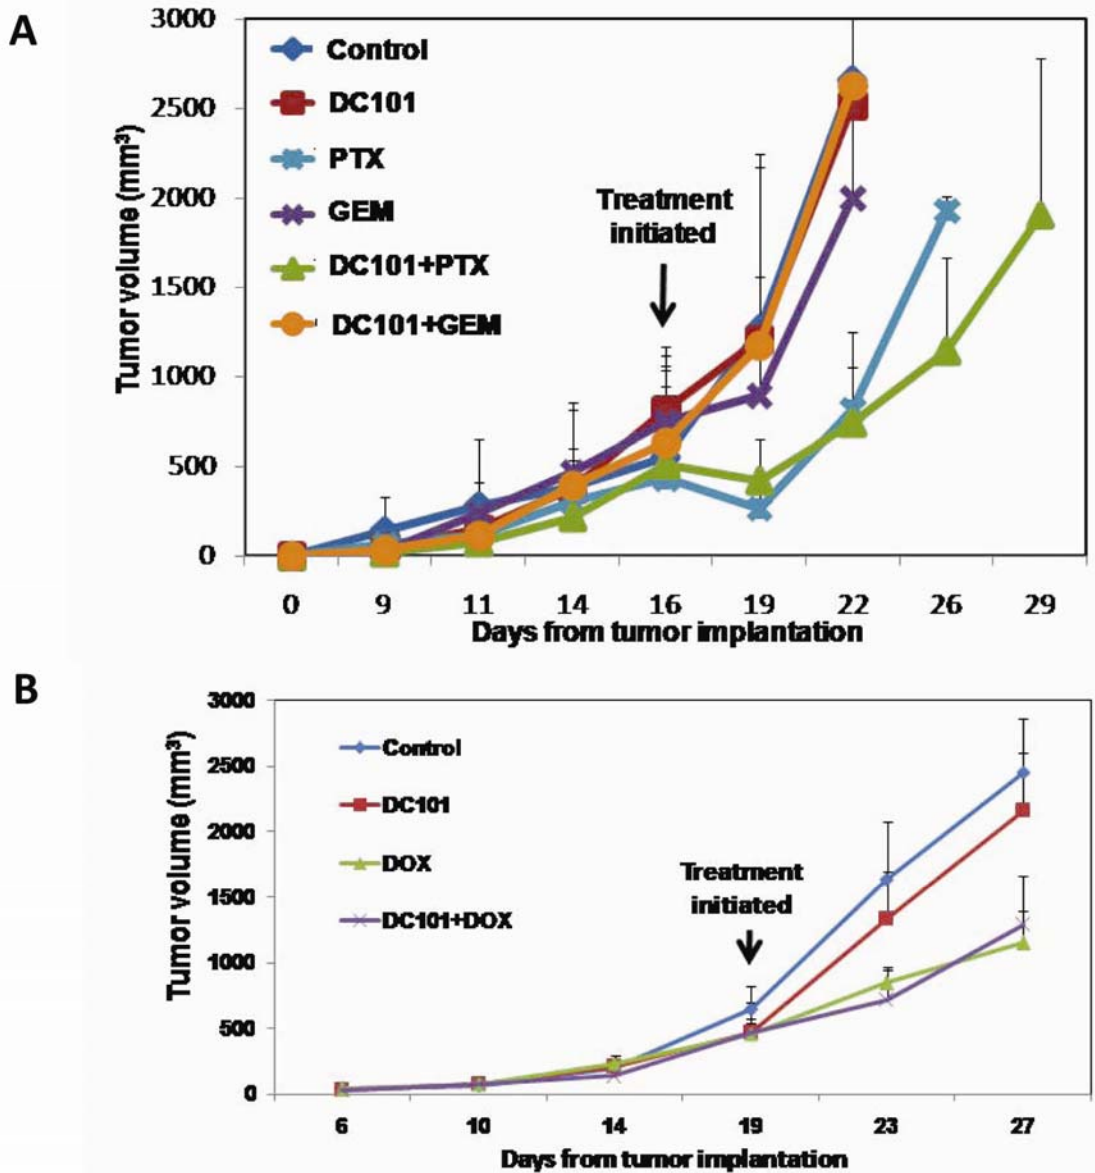 A
3000
2500
2000
1500
1000
500
0
Tumor volume (mm³)
Control
DC101
PTX
GEM
DC101+PTX
DC101+GEM
Treatment
initiated
0 9 11 14 16 19 22 26 29
Days from tumor implantation
B
3000
2500
2000
1500
1000
500
0
Tumor volume (mm³)
Control
DC101
DOX
DC101+DOX
Treatment
initiated
6 10 14 19 23 27
Days from tumor implantation